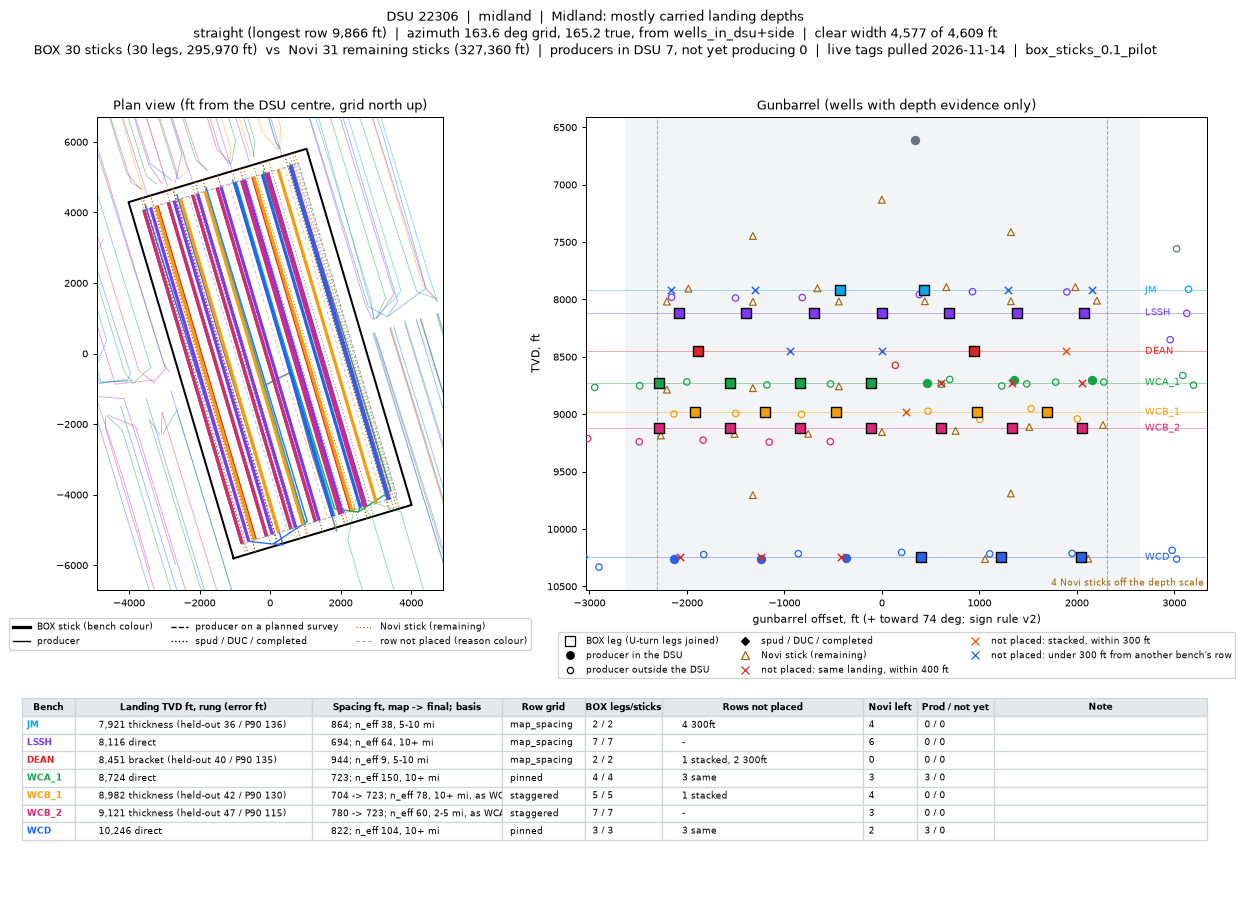 DSU 22306 | midland | Midland: mostly carried landing depths
straight (longest row 9,866 ft) | azimuth 163.6 deg grid, 165.2 true, from wells_in_dsu+side | clear width 4,577 of 4,609 ft
BOX 30 sticks (30 legs, 295,970 ft) vs Novi 31 remaining sticks (327,360 ft) | producers in DSU 7, not yet producing 0 | live tags pulled 2026-11-14 | box_sticks_0.1_pilot
Plan view (ft from the DSU centre, grid north up)
6000
4000
2000
0
−2000
−4000
−6000
−4000 −2000 0 2000 4000
BOX stick (bench colour)
producer
producer on a planned survey
spud / DUC / completed
Novi stick (remaining)
row not placed (reason colour)
Gunbarrel (wells with depth evidence only)
TVD, ft
6500
7000
7500
8000
8500
9000
9500
10000
10500
JM
LSSH
DEAN
WCA_1
WCB_1
WCB_2
WCD
4 Novi sticks off the depth scale
−3000 −2000 −1000 0 1000 2000 3000
gunbarrel offset, ft (+ toward 74 deg; sign rule v2)
BOX leg (U-turn legs joined)
producer in the DSU
producer outside the DSU
spud / DUC / completed
Novi stick (remaining)
not placed: same landing, within 400 ft
not placed: stacked, within 300 ft
not placed: under 300 ft from another bench's row
Bench Landing TVD ft, rung (error ft) Spacing ft, map -> final; basis Row grid BOX legs/sticks Rows not placed Novi left Prod / not yet Note
JM 7,921 thickness (held-out 36 / P90 136) 864; n_eff 38, 5-10 mi map_spacing 2 / 2 4 300ft 4 0 / 0
LSSH 8,116 direct 694; n_eff 64, 10+ mi map_spacing 7 / 7 - 6 0 / 0
DEAN 8,451 bracket (held-out 40 / P90 135) 944; n_eff 9, 5-10 mi map_spacing 2 / 2 1 stacked, 2 300ft 0 0 / 0
WCA_1 8,724 direct 723; n_eff 150, 10+ mi pinned 4 / 4 3 same 3 3 / 0
WCB_1 8,982 thickness (held-out 42 / P90 130) 704 -> 723; n_eff 78, 10+ mi, as WC staggered 5 / 5 1 stacked 4 0 / 0
WCB_2 9,121 thickness (held-out 47 / P90 115) 780 -> 723; n_eff 60, 2-5 mi, as WCA staggered 7 / 7 - 3 0 / 0
WCD 10,246 direct 822; n_eff 104, 10+ mi pinned 3 / 3 3 same 2 3 / 0